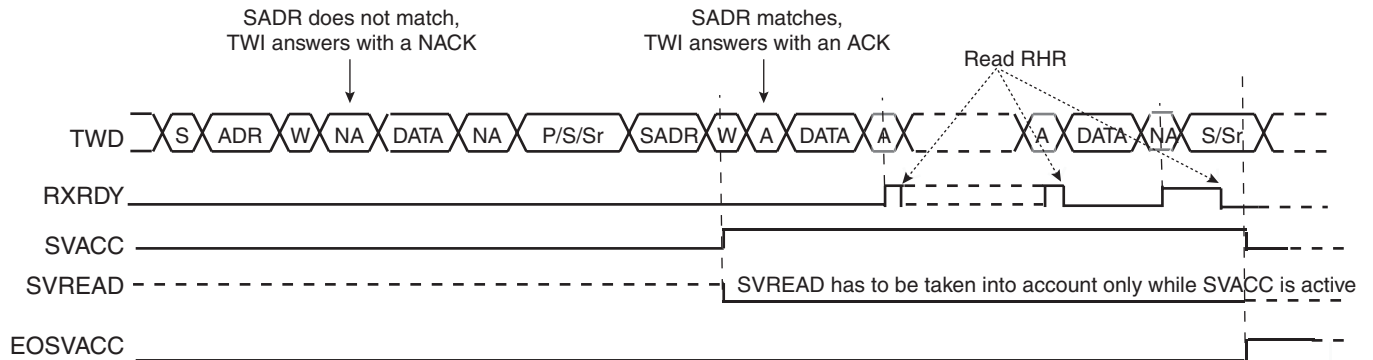 SADR does not match,
TWI answers with a NACK
SADR matches,
TWI answers with an ACK
Read RHR
TWD S ADR W NA DATA NA P/S/Sr SADR W A DATA A A DATA NA S/Sr
RXRDY
SVACC
SVREAD SVREAD has to be taken into account only while SVACC is active
EOSVACC